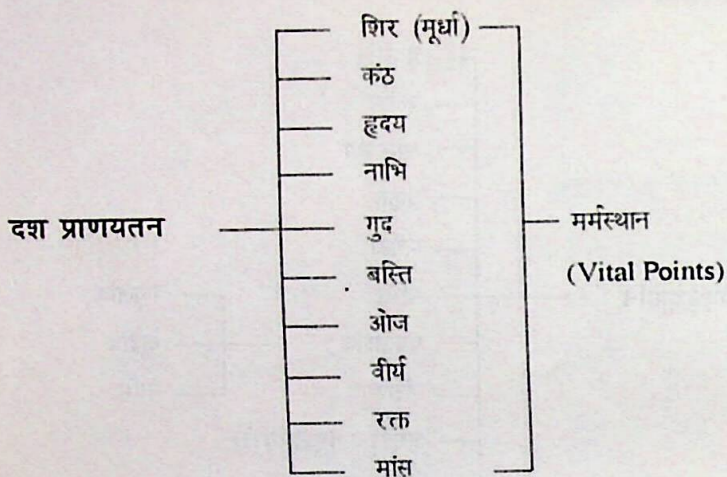 शिर (मूर्धा)
कंठ
हृदय
नाभि
दश प्राणयतन
गुद
मर्मस्थान
बस्ति
(Vital Points)
ओज
वीर्य
रक्त
मांस